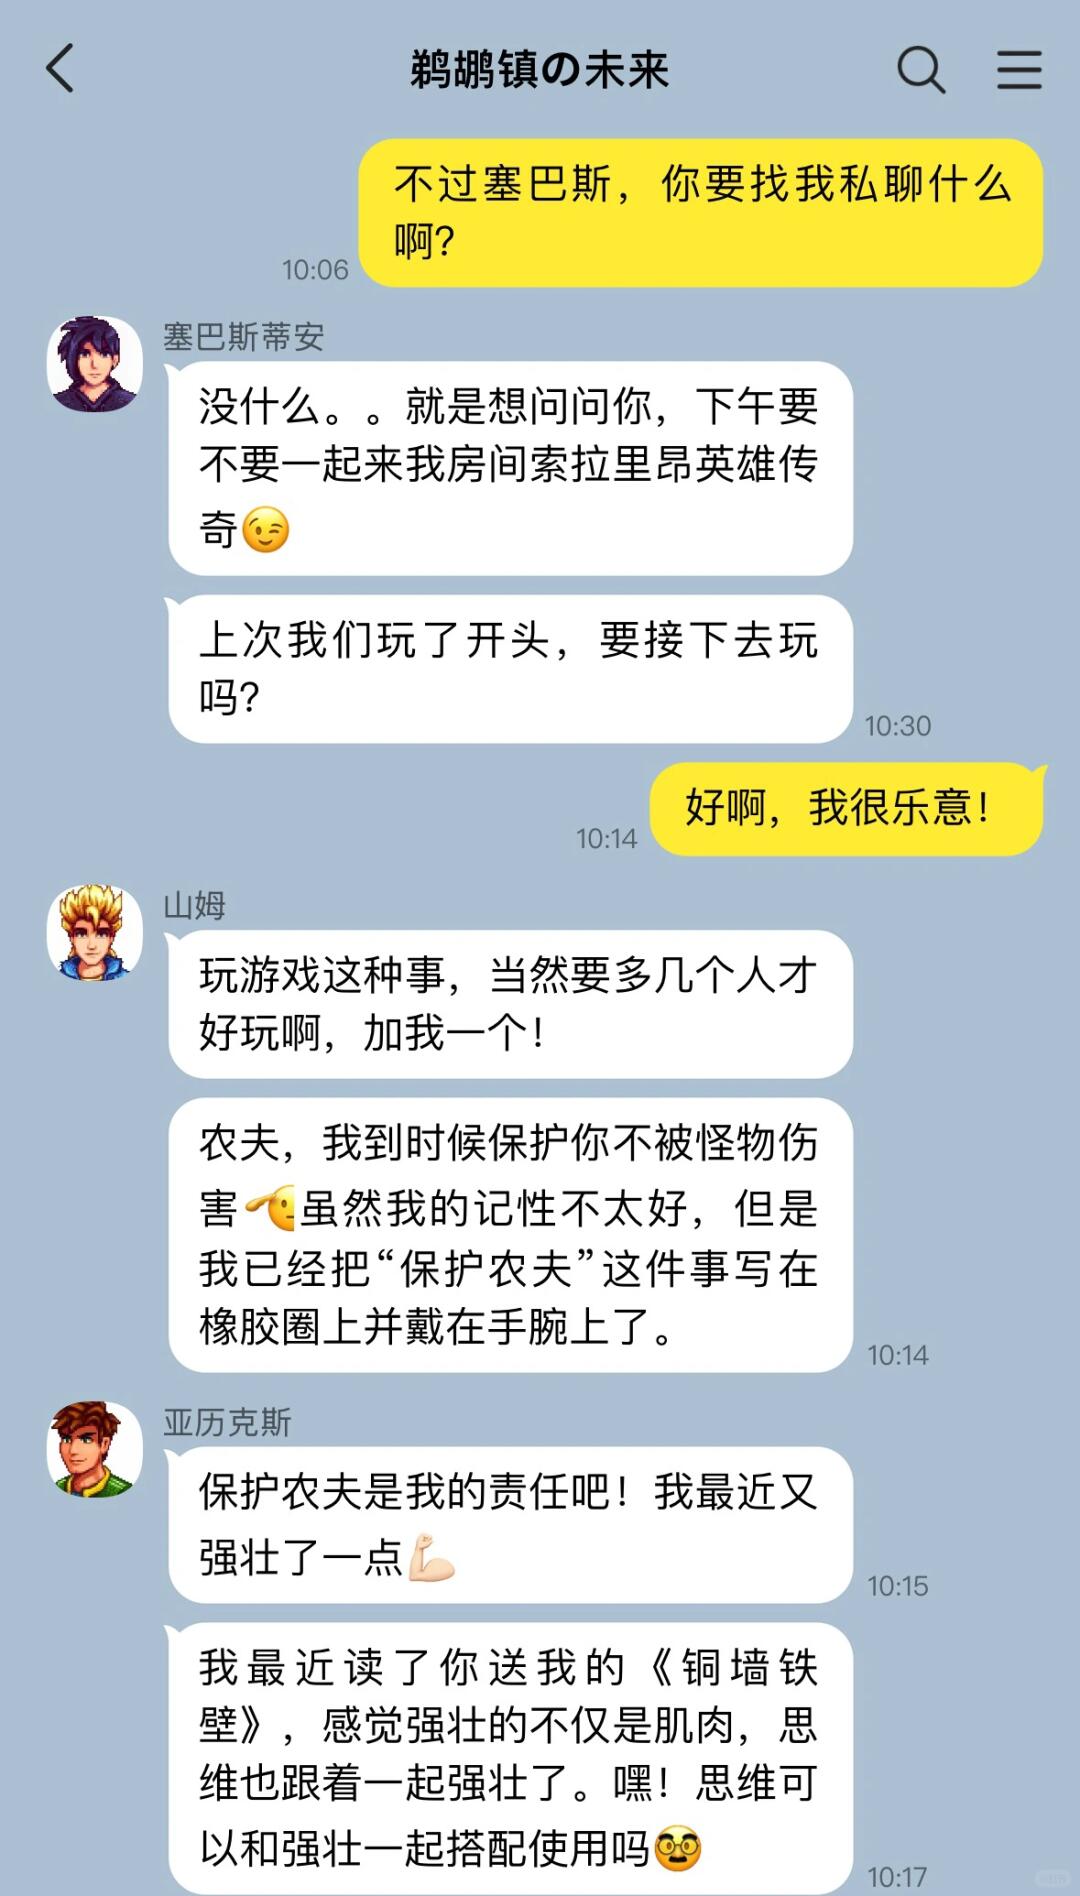 鹈鹕镇の未来
不过塞巴斯，你要找我私聊什么
啊？
10:06
塞巴斯蒂安
没什么。。就是想问问你，下午要
不要一起来我房间索拉里昂英雄传
奇😉
上次我们玩了开头，要接下去玩
吗？
10:30
好啊，我很乐意！
10:14
山姆
玩游戏这种事，当然要多几个人才
好玩啊，加我一个！
农夫，我到时候保护你不被怪物伤
害🫡虽然我的记性不太好，但是
我已经把“保护农夫”这件事写在
橡胶圈上并戴在手腕上了。
10:14
亚历克斯
保护农夫是我的责任吧！我最近又
强壮了一点💪🏻
10:15
我最近读了你送我的《铜墙铁
壁》，感觉强壮的不仅是肌肉，思
维也跟着一起强壮了。嘿！思维可
以和强壮一起搭配使用吗🥸
10:17